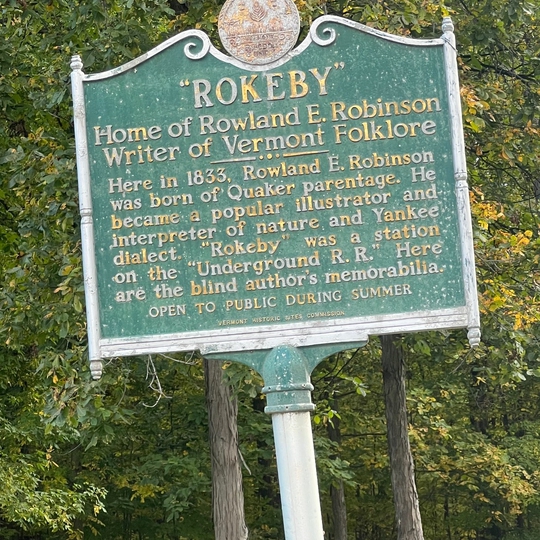 "ROKEBY"
Home of Rowland E. Robinson
Writer of Vermont Folklore
Here in 1833, Rowland E. Robinson
was born of Quaker parentage. He
became a popular illustrator and
interpreter of nature and Yankee
dialect. "Rokeby" was a station
on the "Underground R. R." Here
are the blind author's memorabilia.
OPEN TO PUBLIC DURING SUMMER
VERMONT HISTORIC SITES COMMISSION